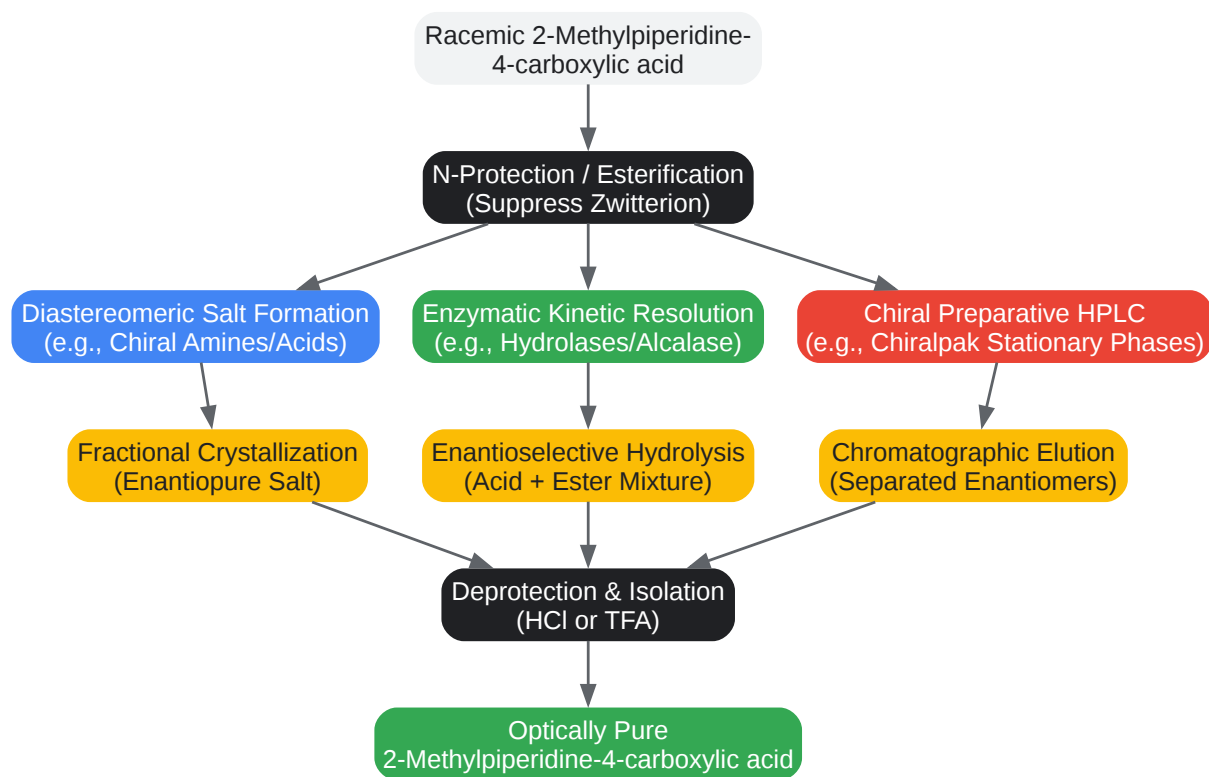 Racemic 2-Methylpiperidine-
4-carboxylic acid
N-Protection / Esterification
(Suppress Zwitterion)
Diastereomeric Salt Formation
(e.g., Chiral Amines/Acids)
Enzymatic Kinetic Resolution
(e.g., Hydrolases/Alcalase)
Chiral Preparative HPLC
(e.g., Chiralpak Stationary Phases)
Fractional Crystallization
(Enantiopure Salt)
Enantioselective Hydrolysis
(Acid + Ester Mixture)
Chromatographic Elution
(Separated Enantiomers)
Deprotection & Isolation
(HCl or TFA)
Optically Pure
2-Methylpiperidine-4-carboxylic acid